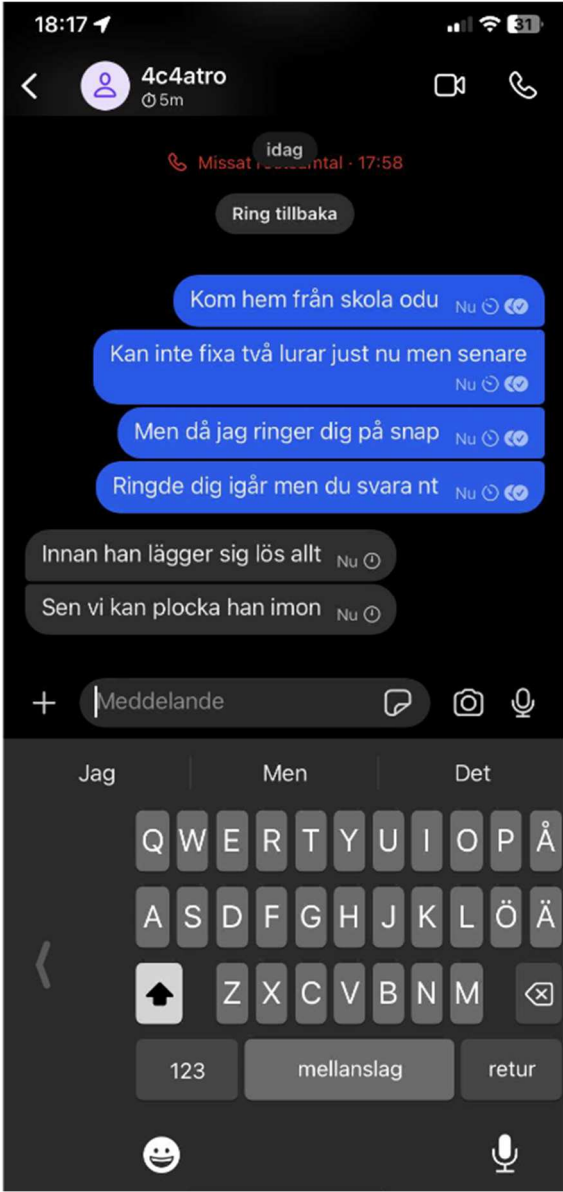 18:17
31
4c4atro
5m
idag
Missat samtal · 17:58
Ring tillbaka
Kom hem från skola odu Nu
Kan inte fixa två lurar just nu men senare
Nu
Men då jag ringer dig på snap Nu
Ringde dig igår men du svara nt Nu
Innan han lägger sig lös allt Nu
Sen vi kan plocka han imon Nu
Meddelande
Jag Men Det
Q W E R T Y U I O P Å
A S D F G H J K L Ö Ä
Z X C V B N M
123 mellanslag retur